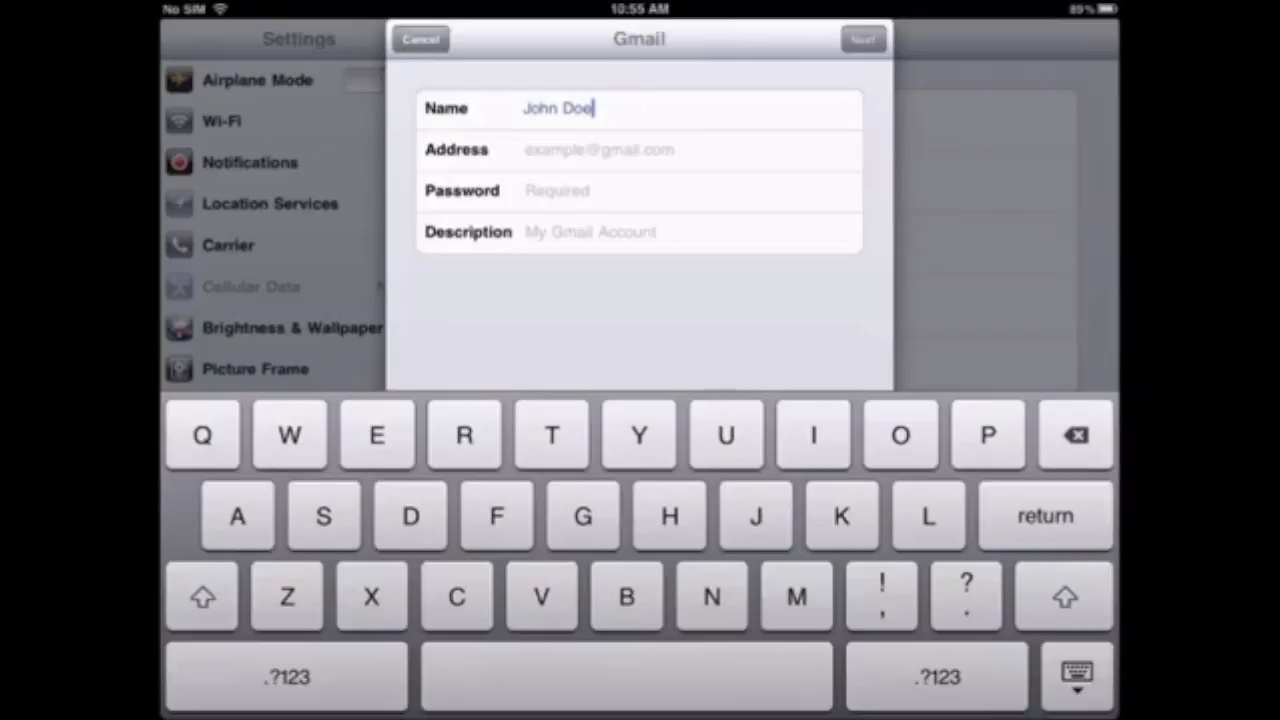 No SIM 10:55 AM 89%
Settings Cancel Gmail Next
Airplane Mode
Wi-Fi
Notifications
Location Services
Carrier
Cellular Data N
Brightness & Wallpaper
Picture Frame
Name John Doe
Address example@gmail.com
Password Required
Description My Gmail Account
Q W E R T Y U I O P
A S D F G H J K L return
Z X C V B N M ! , ? .
.?123 .?123